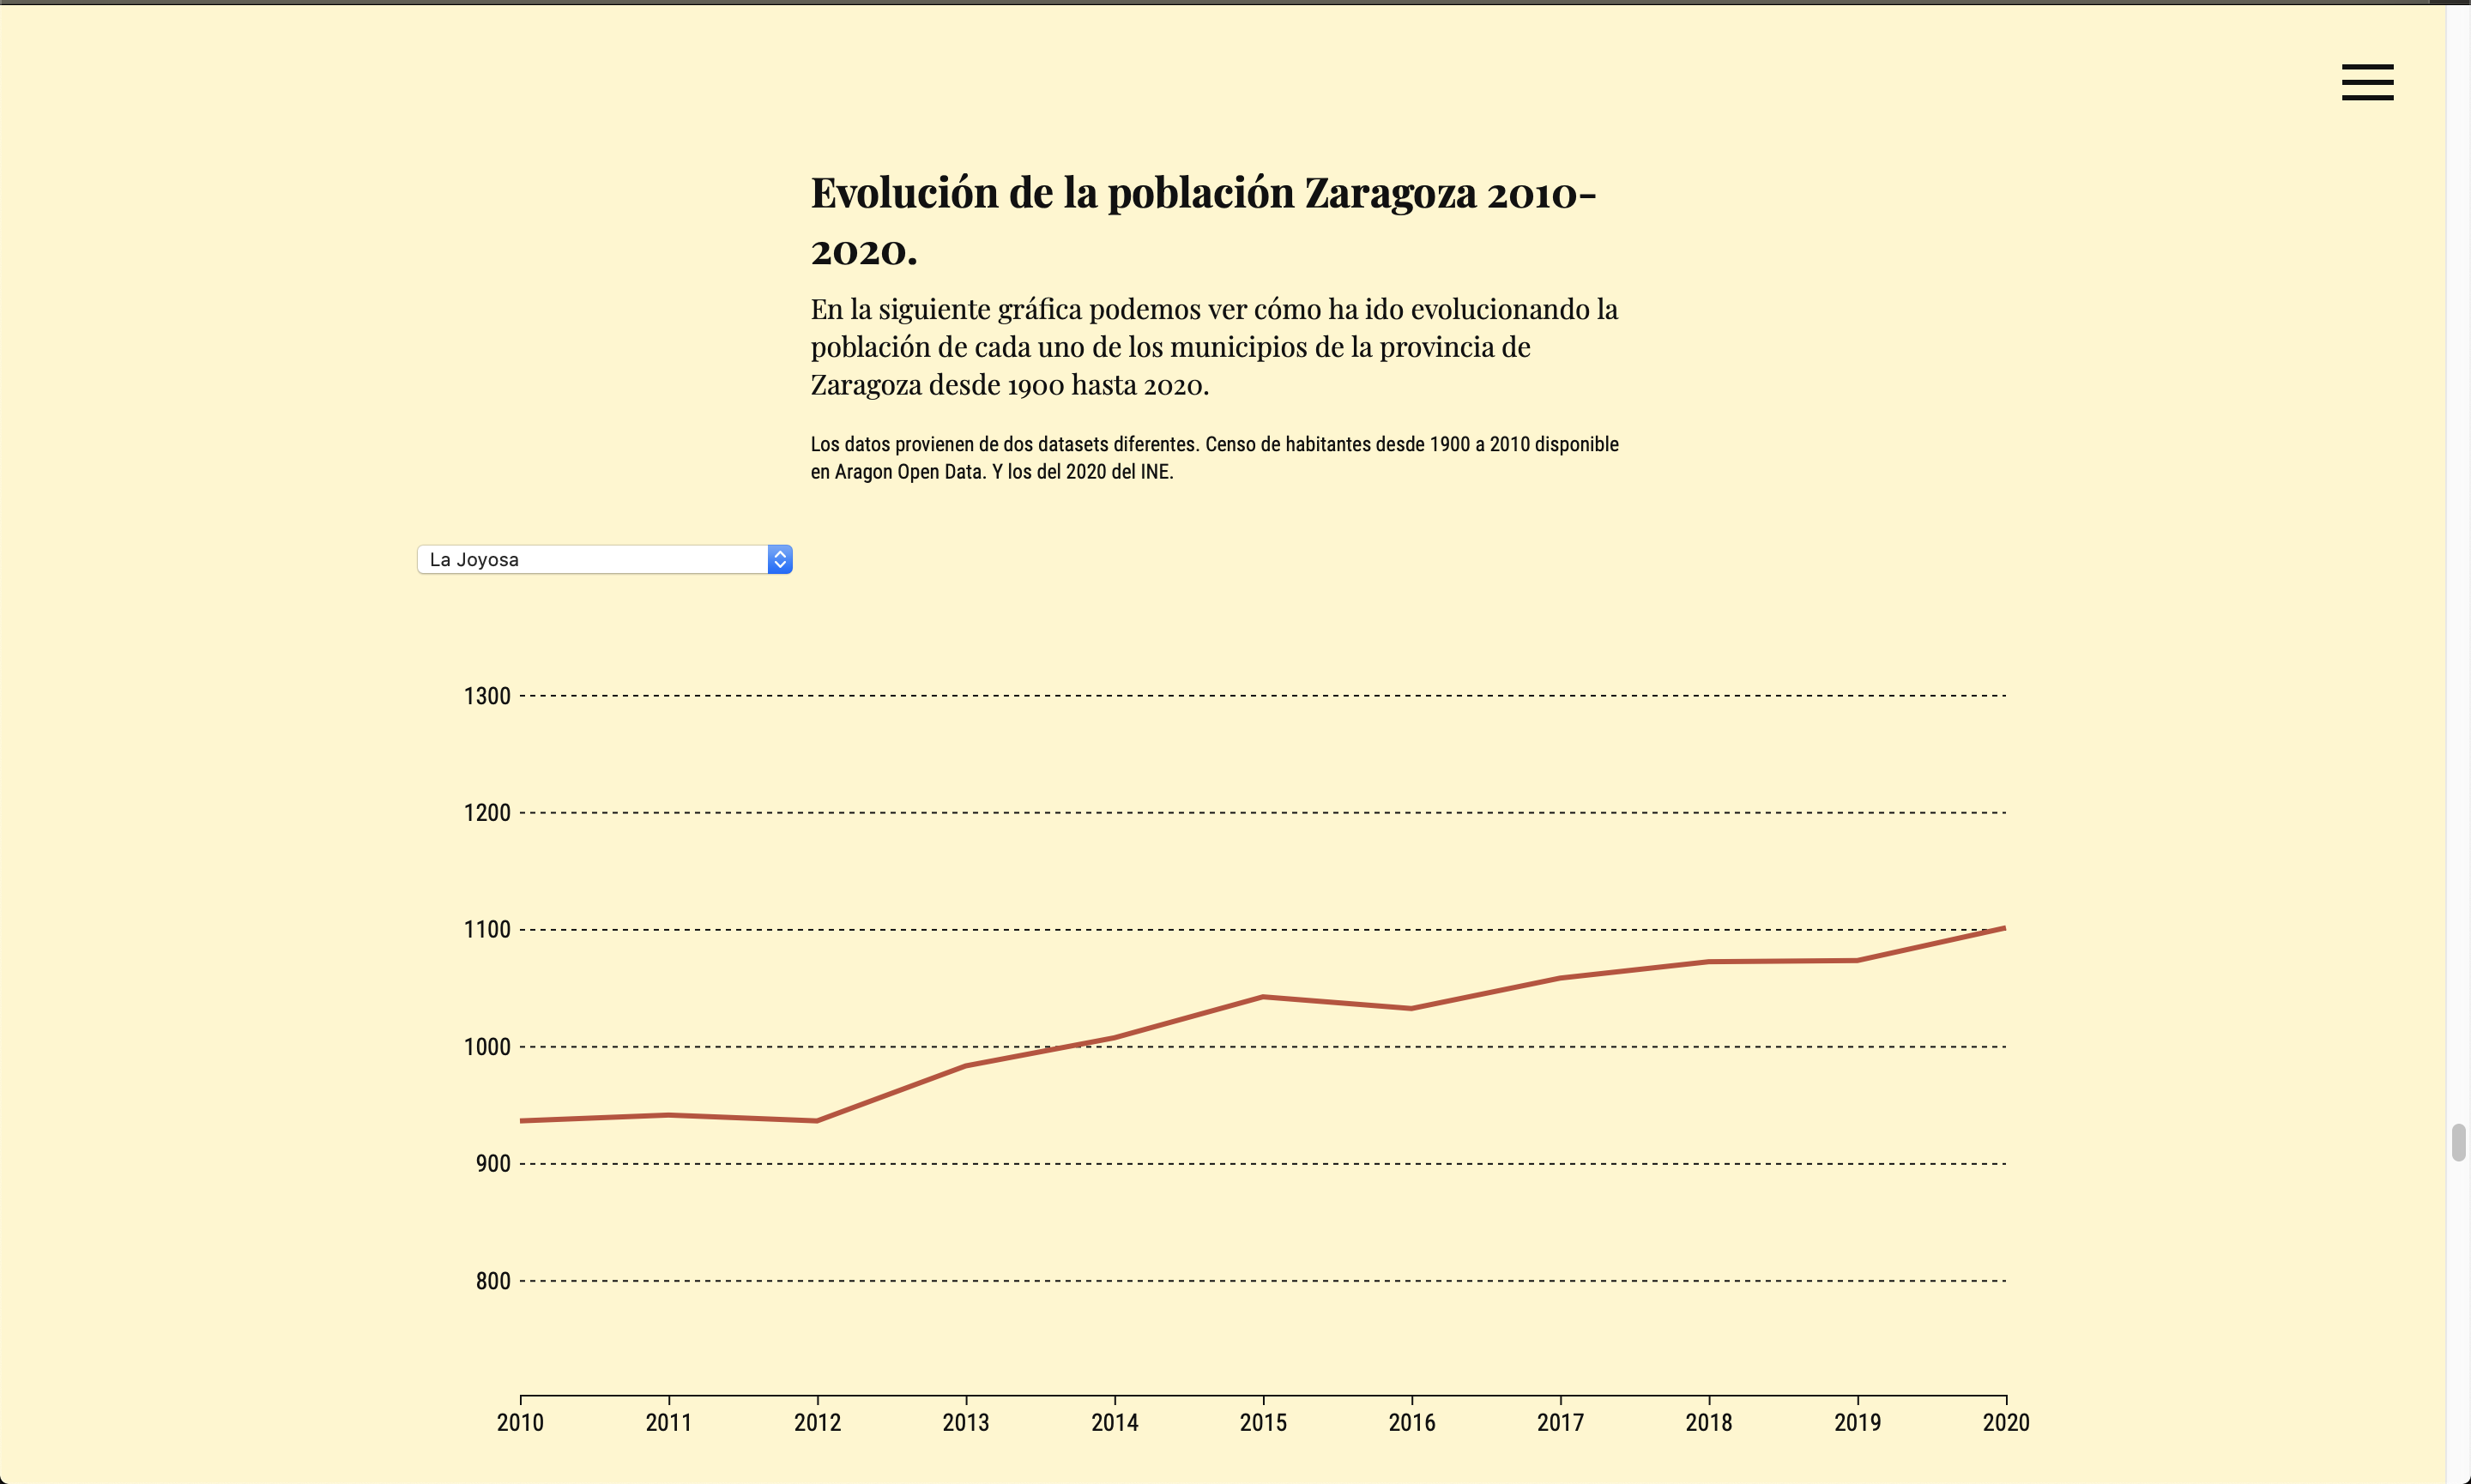 Evolución de la población Zaragoza 2010-
2020.
En la siguiente gráfica podemos ver cómo ha ido evolucionando la
población de cada uno de los municipios de la provincia de
Zaragoza desde 1900 hasta 2020.
Los datos provienen de dos datasets diferentes. Censo de habitantes desde 1900 a 2010 disponible
en Aragon Open Data. Y los del 2020 del INE.
La Joyosa
1300
1200
1100
1000
900
800
2010 2011 2012 2013 2014 2015 2016 2017 2018 2019 2020